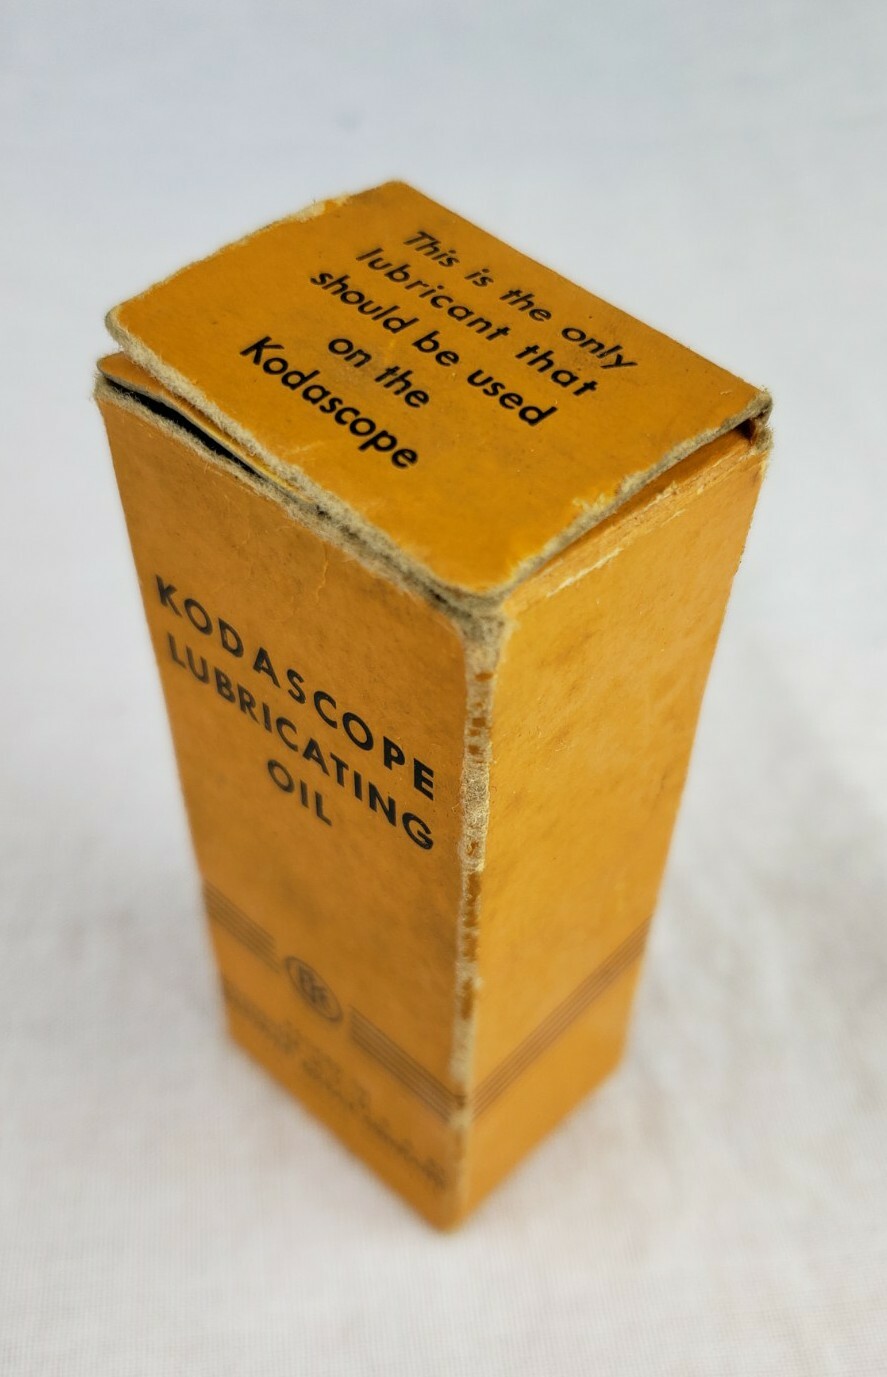 This is the only
lubricant that
should be used
on the
Kodascope
KODASCOPE
LUBRICATING
OIL